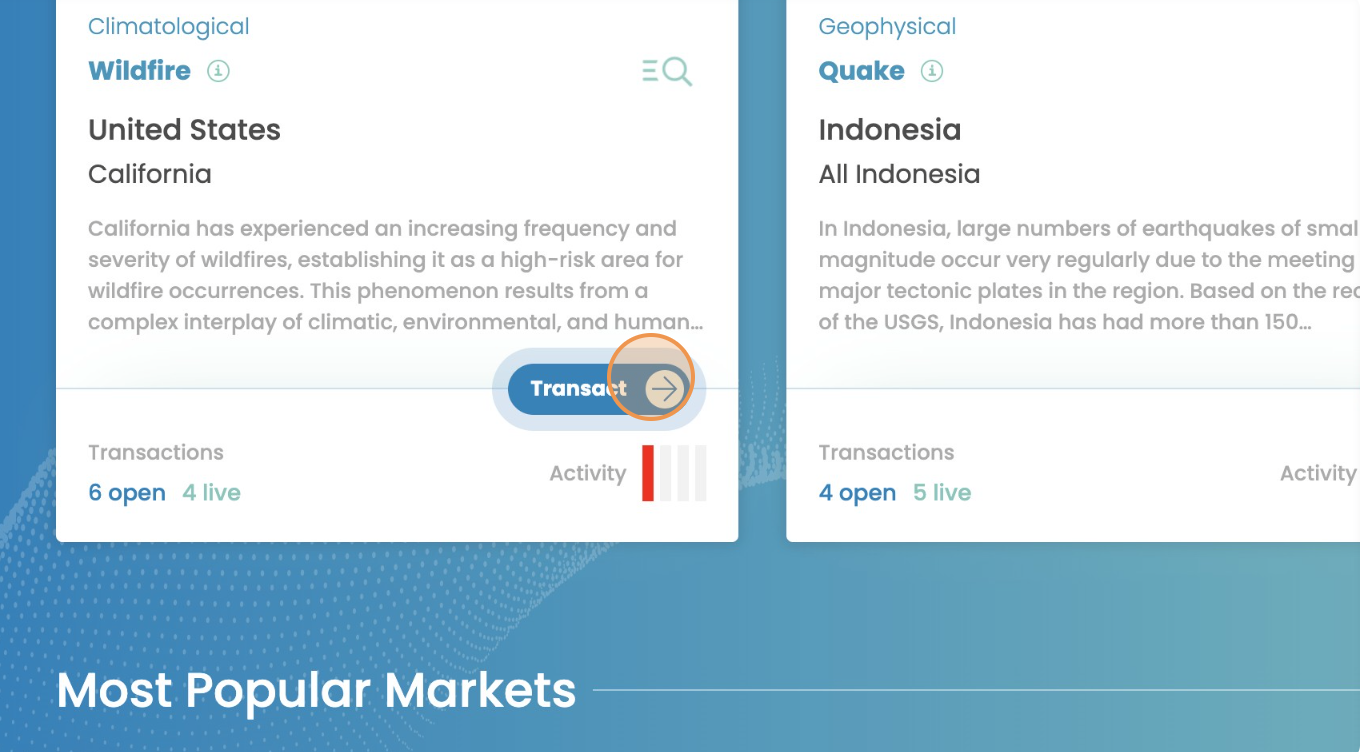 Climatological
Wildfire
United States
California
California has experienced an increasing frequency and
severity of wildfires, establishing it as a high-risk area for
wildfire occurrences. This phenomenon results from a
complex interplay of climatic, environmental, and human...
Transact
Transactions
6 open 4 live
Activity
Geophysical
Quake
Indonesia
All Indonesia
In Indonesia, large numbers of earthquakes of smal
magnitude occur very regularly due to the meeting
major tectonic plates in the region. Based on the rec
of the USGS, Indonesia has had more than 150...
Transactions
4 open 5 live
Activity
Most Popular Markets